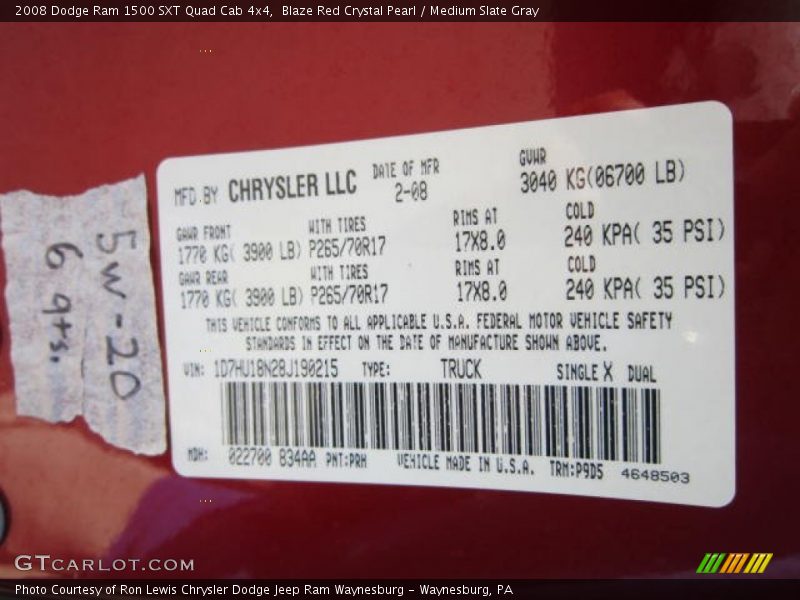 2008 Dodge Ram 1500 SXT Quad Cab 4x4,  Blaze Red Crystal Pearl / Medium Slate Gray
MFD BY CHRYSLER LLC DATE OF MFR GVWR
2-08 3040 KG(06700 LB)
GAWR FRONT WITH TIRES RIMS AT COLD
1770 KG( 3900 LB) P265/70R17 17X8.0 240 KPA( 35 PSI)
GAWR REAR WITH TIRES RIMS AT COLD
1770 KG( 3900 LB) P265/70R17 17X8.0 240 KPA( 35 PSI)
THIS VEHICLE CONFORMS TO ALL APPLICABLE U.S.A. FEDERAL MOTOR VEHICLE SAFETY
STANDARDS IN EFFECT ON THE DATE OF MANUFACTURE SHOWN ABOVE.
VIN: 1D7HU18N28J190215 TYPE: TRUCK SINGLE X DUAL
MDH: 022700 834AA PNT:PRH VEHICLE MADE IN U.S.A. TRM:P9D5 4648503
5W-20
6 qts.
GTCARLOT.COM
Photo Courtesy of Ron Lewis Chrysler Dodge Jeep Ram Waynesburg - Waynesburg, PA